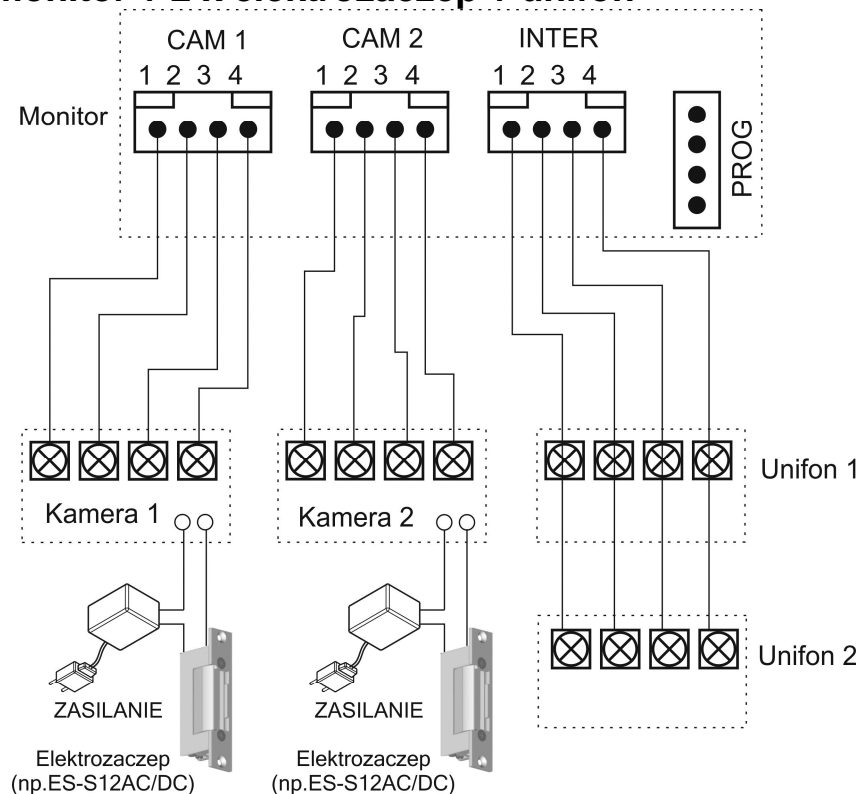 CAM 1
CAM 2
INTER
1 2 3 4
1 2 3 4
1 2 3 4
Monitor
PROG
Kamera 1
Kamera 2
Unifon 1
Unifon 2
ZASILANIE
ZASILANIE
Elektrozaczep
(np.ES-S12AC/DC)
Elektrozaczep
(np.ES-S12AC/DC)